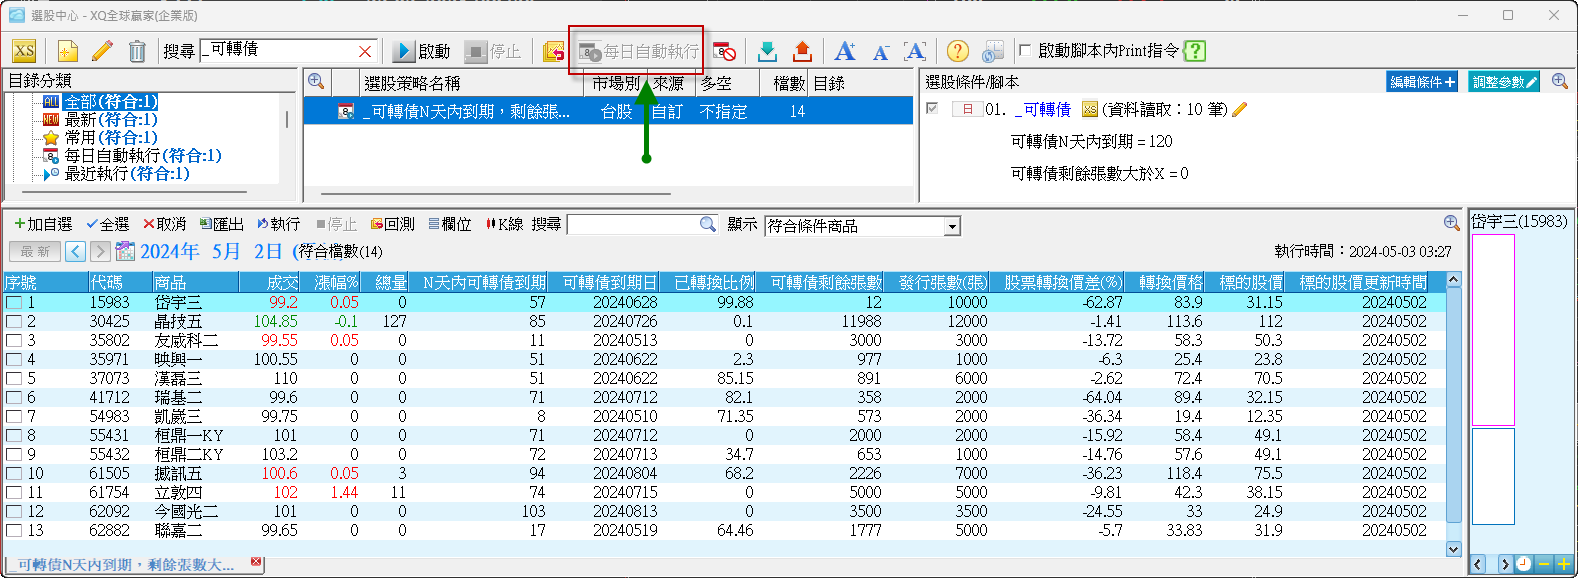 選股中心 - XQ全球贏家(企業版)
XS 搜尋 _可轉債 啟動 停止 每日自動執行 啟動腳本內Print指令
目錄分類
全部(符合:1)
最新(符合:1)
常用(符合:1)
每日自動執行(符合:1)
最近執行(符合:1)
選股策略名稱 市場別 來源 多空 檔數 目錄
_可轉債N天內到期，剩餘張... 台股 自訂 不指定 14
選股條件/腳本 編輯條件+ 調整參數
日 01. _可轉債 XS (資料讀取：10 筆)
可轉債N天內到期 = 120
可轉債剩餘張數大於X = 0
+加自選 全選 取消 匯出 執行 停止 回測 欄位 K線 搜尋 顯示 符合條件商品
最新 2024年 5月 2日 (符合檔數(14) 執行時間：2024-05-03 03:27
序號 代碼 商品 成交 漲幅% 總量 N天內可轉債到期 可轉債到期日 已轉換比例 可轉債剩餘張數 發行張數(張) 股票轉換價差(%) 轉換價格 標的股價 標的股價更新時間
1 15983 岱宇三 99.2 0.05 0 57 20240628 99.88 12 10000 -62.87 83.9 31.15 20240502
2 30425 晶技五 104.85 -0.1 127 85 20240726 0.1 11988 12000 -1.41 113.6 112 20240502
3 35802 友威科二 99.55 0.05 0 11 20240513 0 3000 3000 -13.72 58.3 50.3 20240502
4 35971 映興一 100.55 0 0 51 20240622 2.3 977 1000 -6.3 25.4 23.8 20240502
5 37073 漢磊三 110 0 0 51 20240622 85.15 891 6000 -2.62 72.4 70.5 20240502
6 41712 瑞基二 99.6 0 0 71 20240712 82.1 358 2000 -64.04 89.4 32.15 20240502
7 54983 凱崴三 99.75 0 0 8 20240510 71.35 573 2000 -36.34 19.4 12.35 20240502
8 55431 桓鼎一KY 101 0 0 71 20240712 0 2000 2000 -15.92 58.4 49.1 20240502
9 55432 桓鼎二KY 103.2 0 0 72 20240713 34.7 653 1000 -14.76 57.6 49.1 20240502
10 61505 撼訊五 100.6 0.05 3 94 20240804 68.2 2226 7000 -36.23 118.4 75.5 20240502
11 61754 立敦四 102 1.44 11 74 20240715 0 5000 5000 -9.81 42.3 38.15 20240502
12 62092 今國光二 101 0 0 103 20240813 0 3500 3500 -24.55 33 24.9 20240502
13 62882 聯嘉二 99.65 0 0 17 20240519 64.46 1777 5000 -5.7 33.83 31.9 20240502
岱宇三(15983)
_可轉債N天內到期，剩餘張數大...